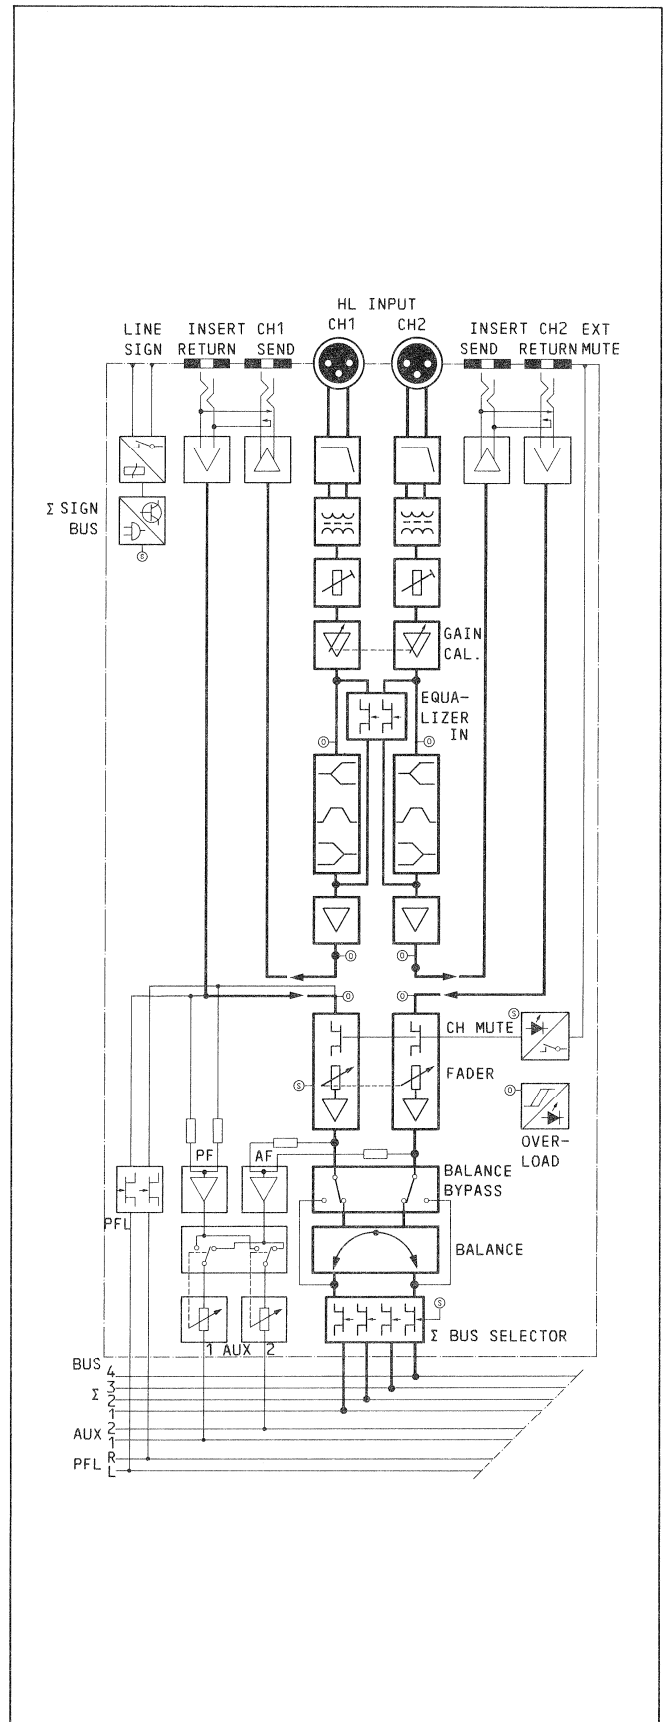 HL INPUT
LINE INSERT CH1 CH1 CH2 INSERT CH2 EXT
SIGN RETURN SEND SEND RETURN MUTE
Σ SIGN
BUS
S
GAIN
CAL.
EQUA-
LIZER
IN
O
O
O
O
O
O
S
CH MUTE
S
FADER
O
OVER-
LOAD
PF
AF
BALANCE
BYPASS
PFL
BALANCE
S
Σ BUS SELECTOR
1 AUX 2
BUS 4
3
Σ 2
1
2
AUX 1
R
PFL L